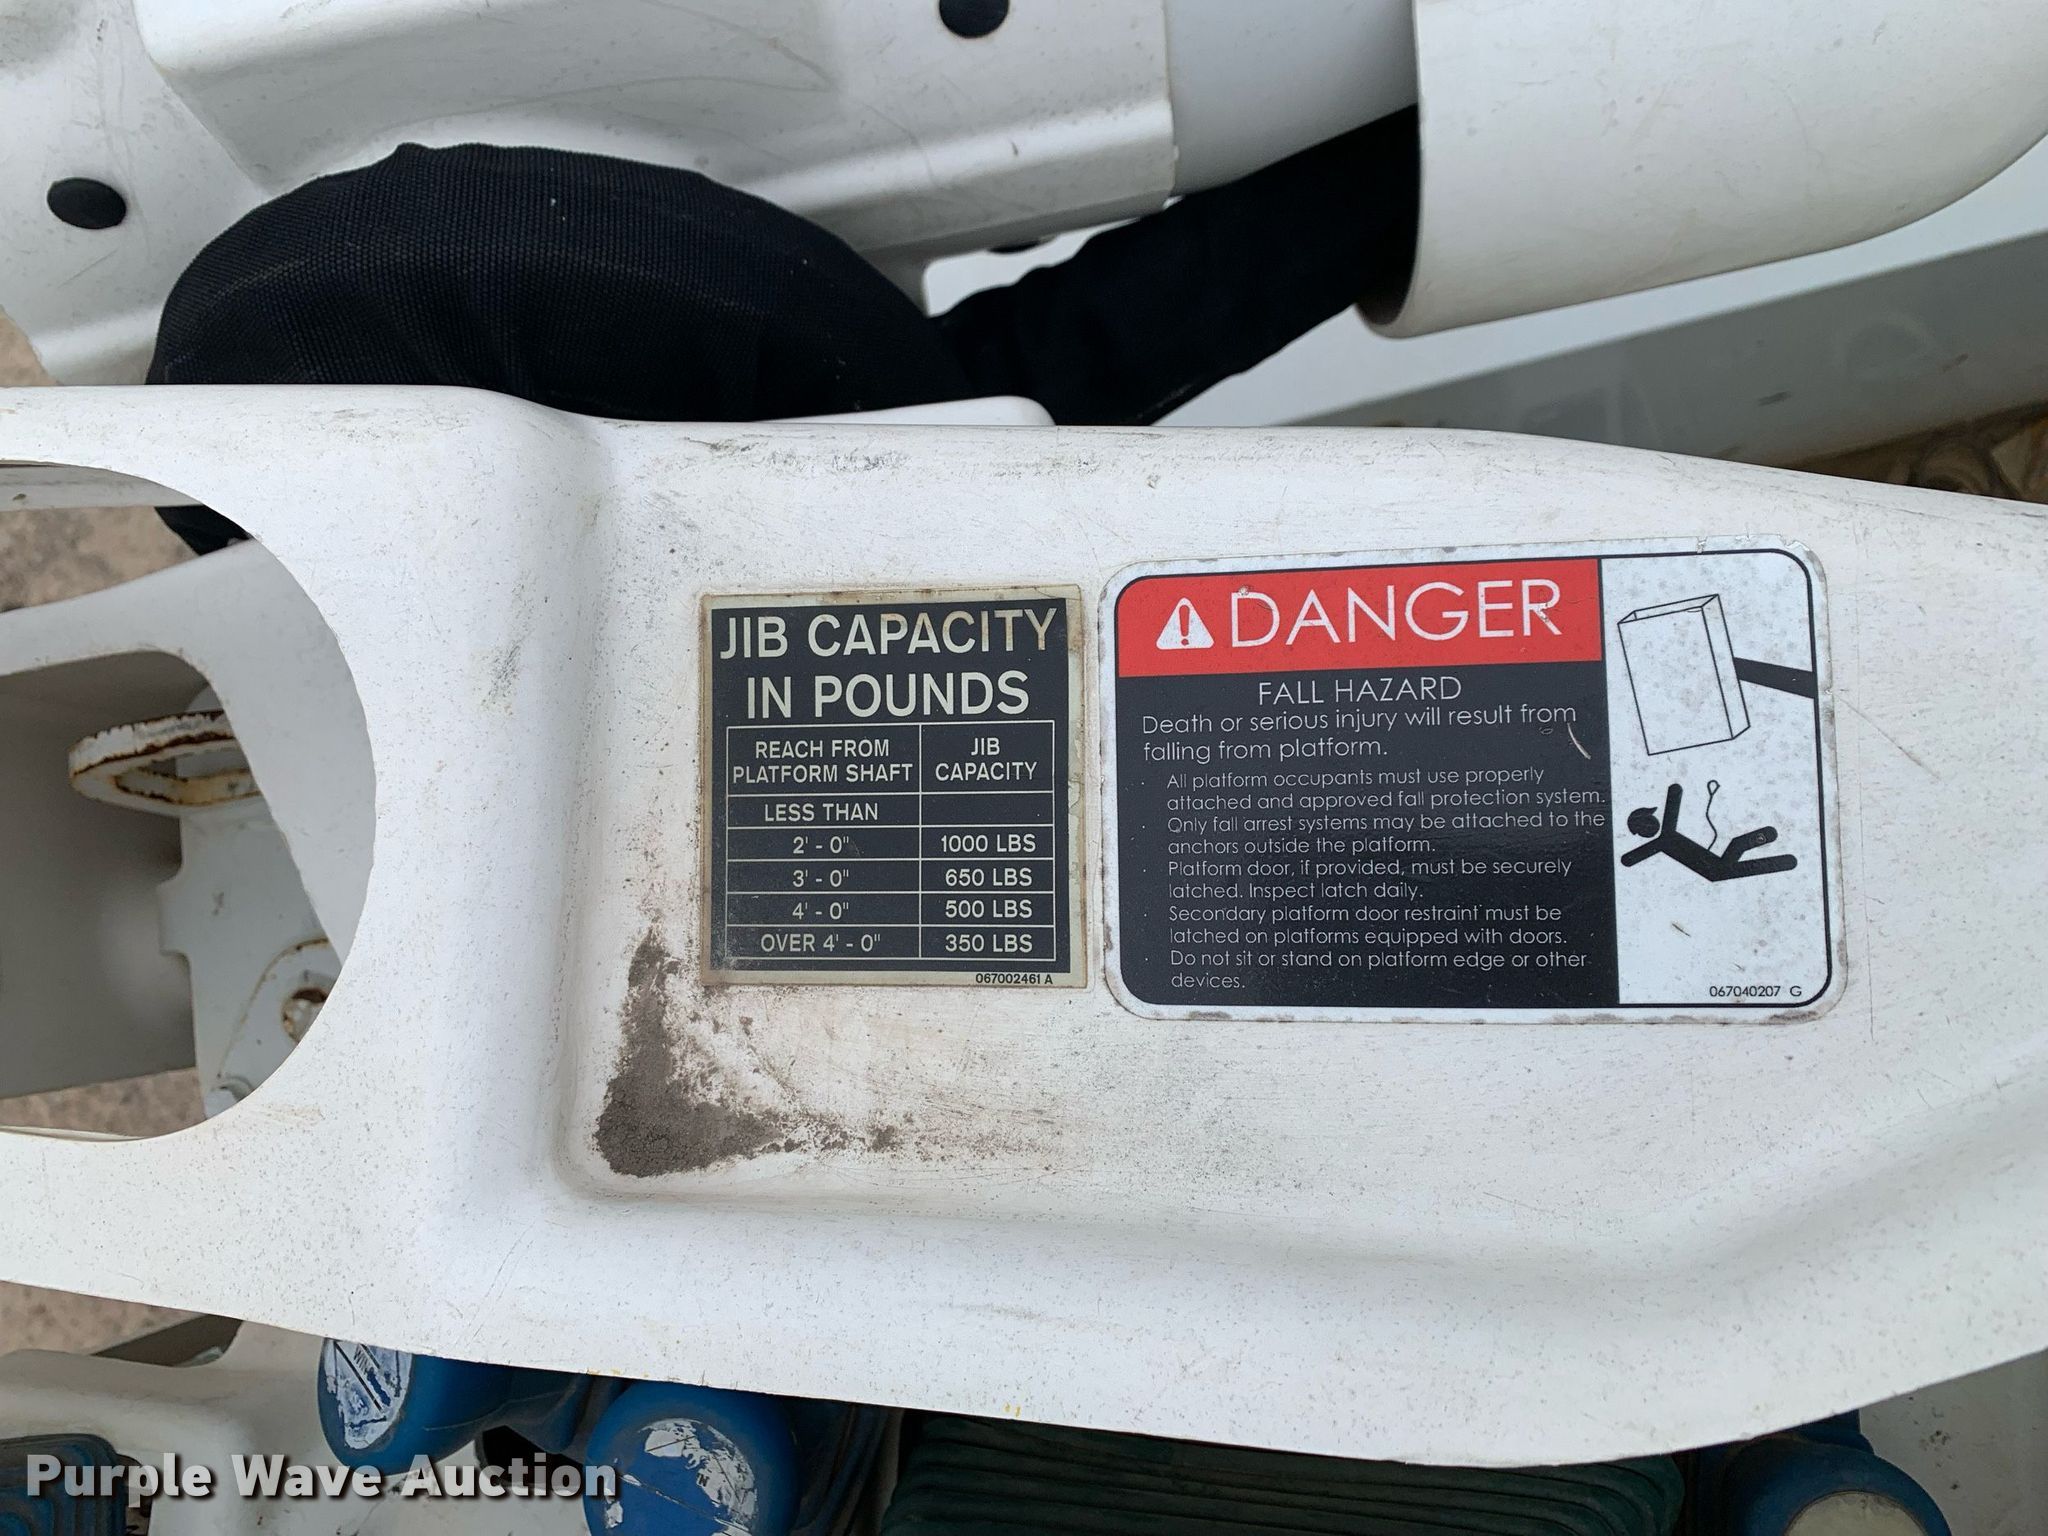 JIB CAPACITY
IN POUNDS
REACH FROM
PLATFORM SHAFT
JIB
CAPACITY
LESS THAN
2' - 0" 1000 LBS
3' - 0" 650 LBS
4' - 0" 500 LBS
OVER 4' - 0" 350 LBS
067002461 A
DANGER
FALL HAZARD
Death or serious injury will result from
falling from platform.
· All platform occupants must use properly
attached and approved fall protection system.
· Only fall arrest systems may be attached to the
anchors outside the platform.
· Platform door, if provided, must be securely
latched. Inspect latch daily.
· Secondary platform door restraint must be
latched on platforms equipped with doors.
· Do not sit or stand on platform edge or other
devices.
067040207 G
Purple Wave Auction